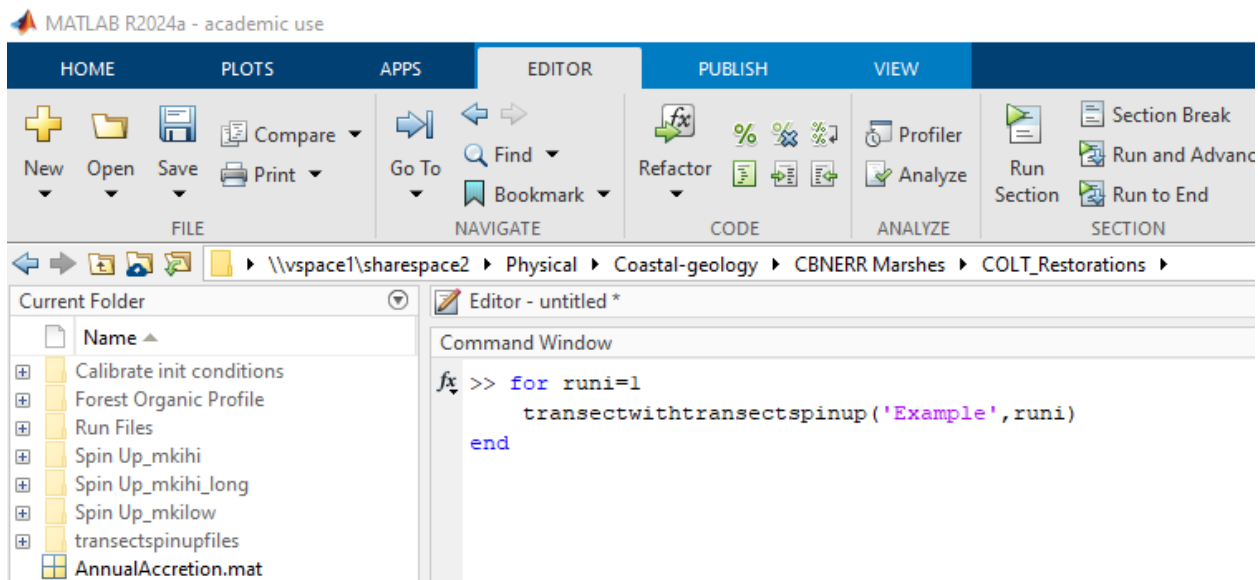 MATLAB R2024a - academic use
HOME PLOTS APPS EDITOR PUBLISH VIEW
New Open Save Compare Print
Go To Find Bookmark
Refactor
Profiler Analyze
Run Section
Section Break
Run and Advanc
Run to End
FILE NAVIGATE CODE ANALYZE SECTION
\\vspace1\sharespace2 Physical Coastal-geology CBNERR Marshes COLT_Restorations
Current Folder
Name
Calibrate init conditions
Forest Organic Profile
Run Files
Spin Up_mkihi
Spin Up_mkihi_long
Spin Up_mkilow
transectspinupfiles
AnnualAccretion.mat
Editor - untitled *
Command Window
fx >> for runi=1
transectwithtransectspinup('Example',runi)
end